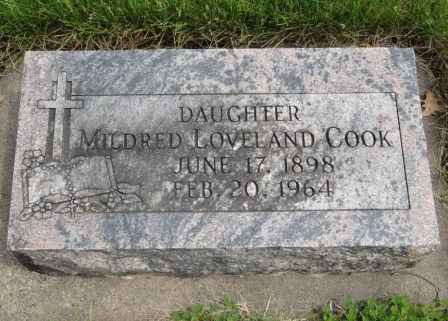 DAUGHTER
MILDRED LOVELAND COOK
JUNE 17, 1898
FEB. 20, 1964